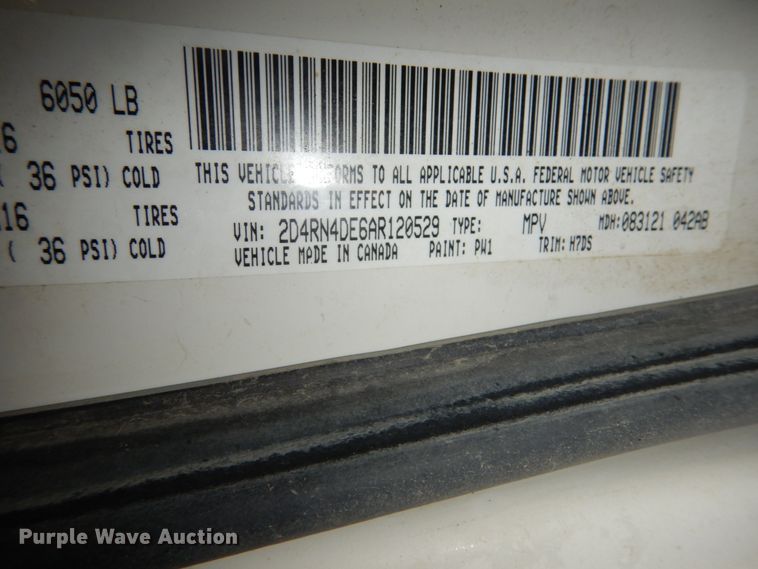 6050 LB
16 TIRES
( 36 PSI) COLD
16 TIRES
( 36 PSI) COLD
THIS VEHICLE CONFORMS TO ALL APPLICABLE U.S.A. FEDERAL MOTOR VEHICLE SAFETY
STANDARDS IN EFFECT ON THE DATE OF MANUFACTURE SHOWN ABOVE.
VIN: 2D4RN4DE6AR120529 TYPE: MPV MDH:083121 042AB
VEHICLE MADE IN CANADA PAINT: PW1 TRIM: H7DS
Purple Wave Auction